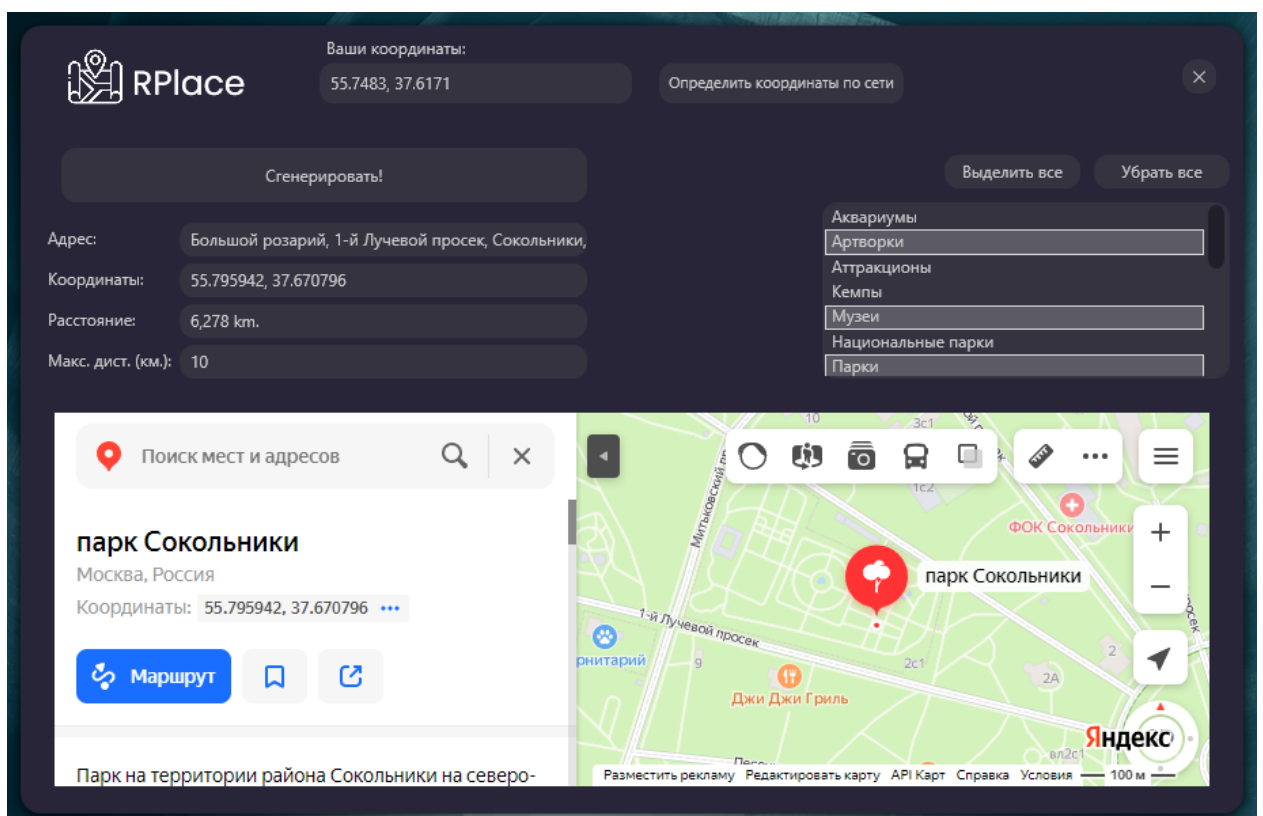 RPlace
Ваши координаты:
55.7483, 37.6171
Определить координаты по сети
Сгенерировать!
Выделить все
Убрать все
Адрес:
Большой розарий, 1-й Лучевой просек, Сокольники,
Координаты:
55.795942, 37.670796
Расстояние:
6,278 km.
Макс. дист. (км.):
10
Аквариумы
Артворки
Аттракционы
Кемпы
Музеи
Национальные парки
Парки
Поиск мест и адресов
парк Сокольники
Москва, Россия
Координаты: 55.795942, 37.670796
Маршрут
Парк на территории района Сокольники на северо-
10
3с1
1с2
Митьковский
ФОК Сокольники
парк Сокольники
1-й Лучевой просек
рнитарий
9
2с1
2
2А
Джи Джи Гриль
просек
вл2с1
Яндекс
Разместить рекламу Редактировать карту API Карт Справка Условия 100 м